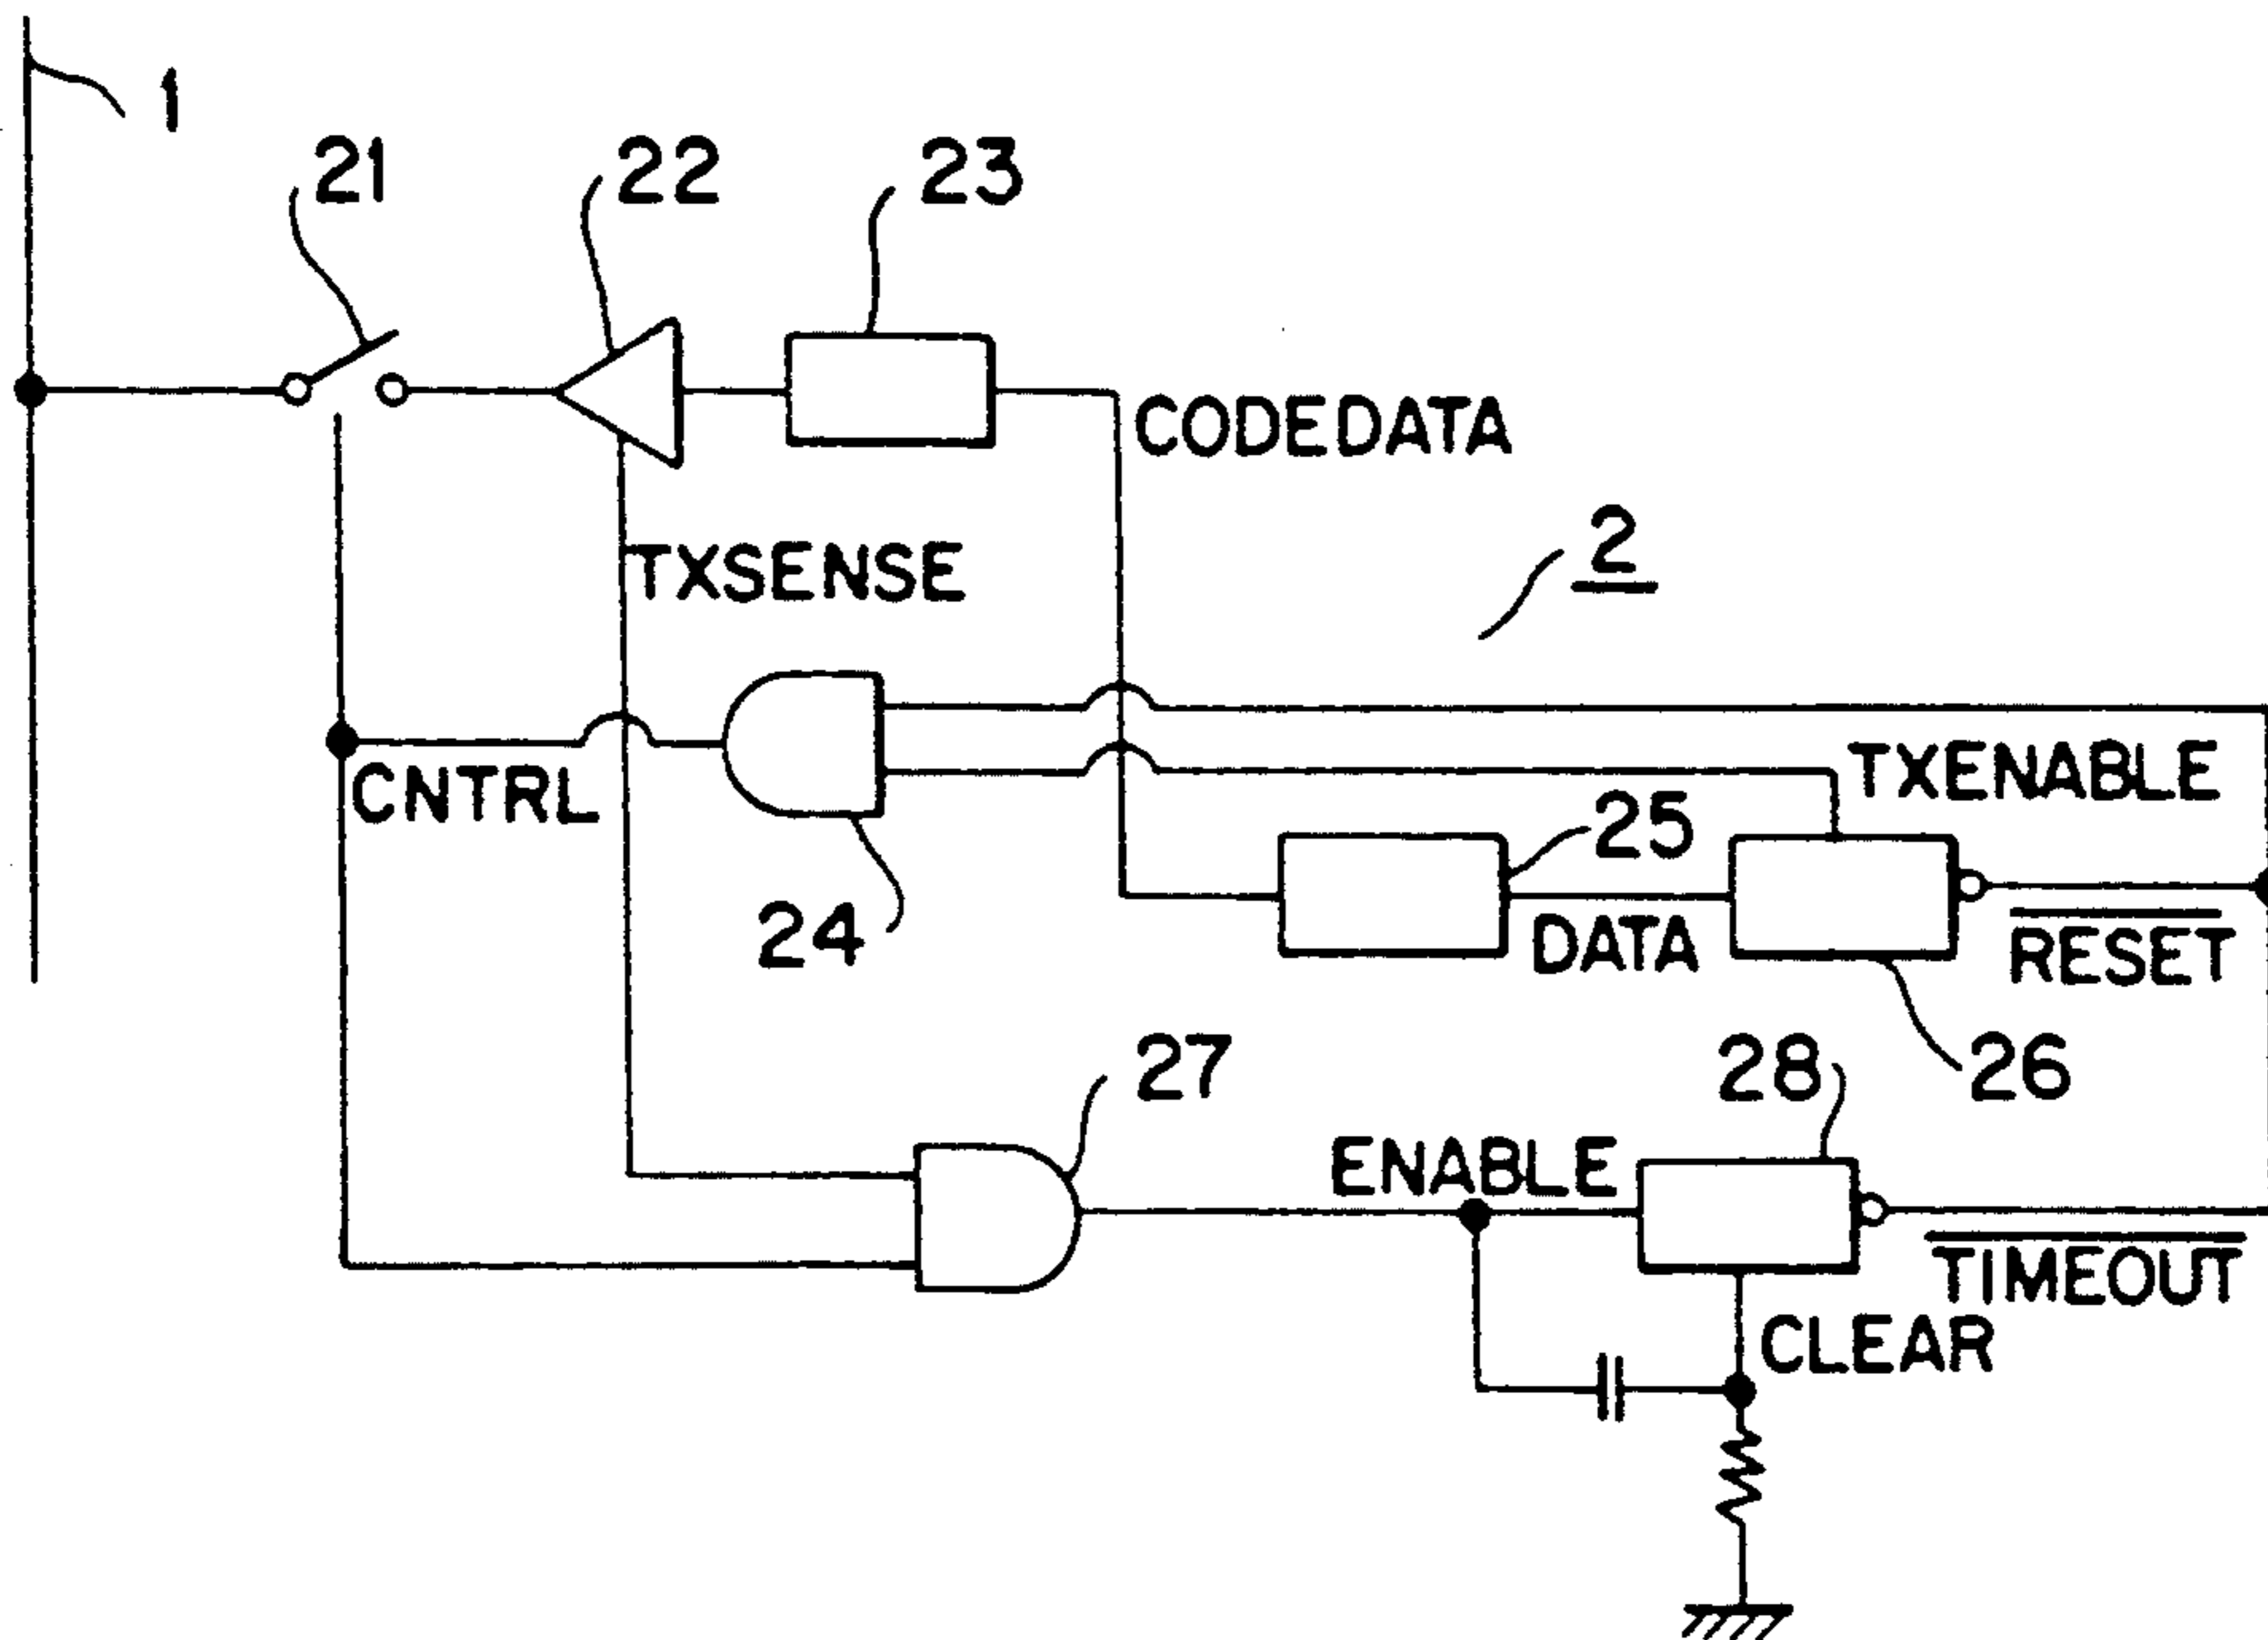 1
21
22
23
CODEDATA
2
TXSENSE
TXENABLE
CNTRL
25
24
DATA
RESET
27
28
26
ENABLE
TIMEOUT
CLEAR